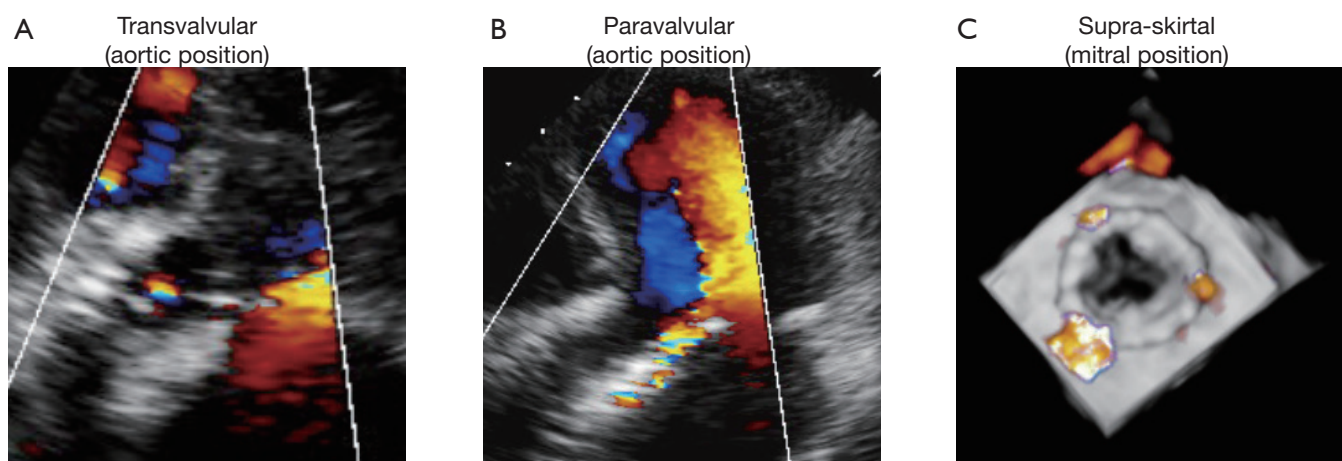 A
Transvalvular
(aortic position)
B
Paravalvular
(aortic position)
C
Supra-skirtal
(mitral position)